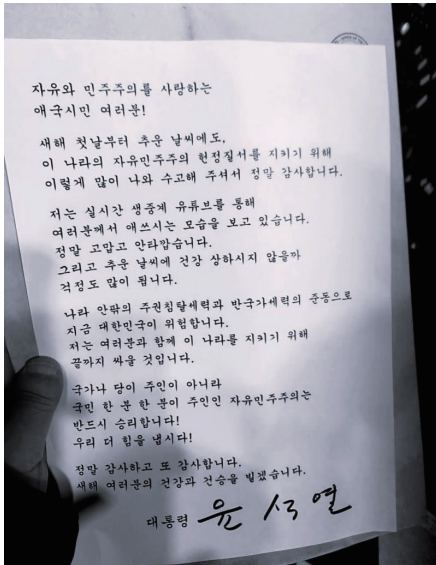 자유와 민주주의를 사랑하는
애국시민 여러분!
새해 첫날부터 추운 날씨에도,
이 나라의 자유민주주의 헌정질서를 지키기 위해
이렇게 많이 나와 수고해 주셔서 정말 감사합니다.
저는 실시간 생중계 유튜브를 통해
여러분께서 애쓰시는 모습을 보고 있습니다.
정말 고맙고 안타깝습니다.
그리고 추운 날씨에 건강 상하시지 않을까
걱정도 많이 됩니다.
나라 안팎의 주권침탈세력과 반국가세력의 준동으로
지금 대한민국이 위험합니다.
저는 여러분과 함께 이 나라를 지키기 위해
끝까지 싸울 것입니다.
국가나 당이 주인이 아니라
국민 한 분 한 분이 주인인 자유민주주의는
반드시 승리합니다!
우리 더 힘을 냅시다!
정말 감사하고 또 감사합니다.
새해 여러분의 건강과 건승을 빌겠습니다.
대통령 윤석열